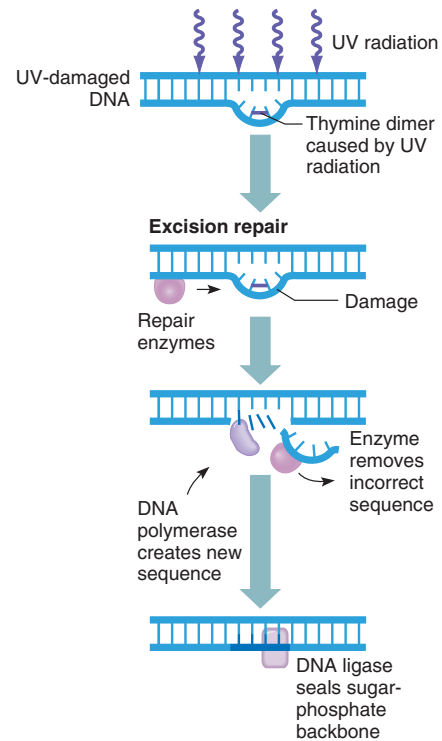 UV radiation
UV-damaged
DNA
Thymine dimer
caused by UV
radiation
Excision repair
Damage
Repair
enzymes
Enzyme
removes
incorrect
sequence
DNA
polymerase
creates new
sequence
DNA ligase
seals sugar-
phosphate
backbone